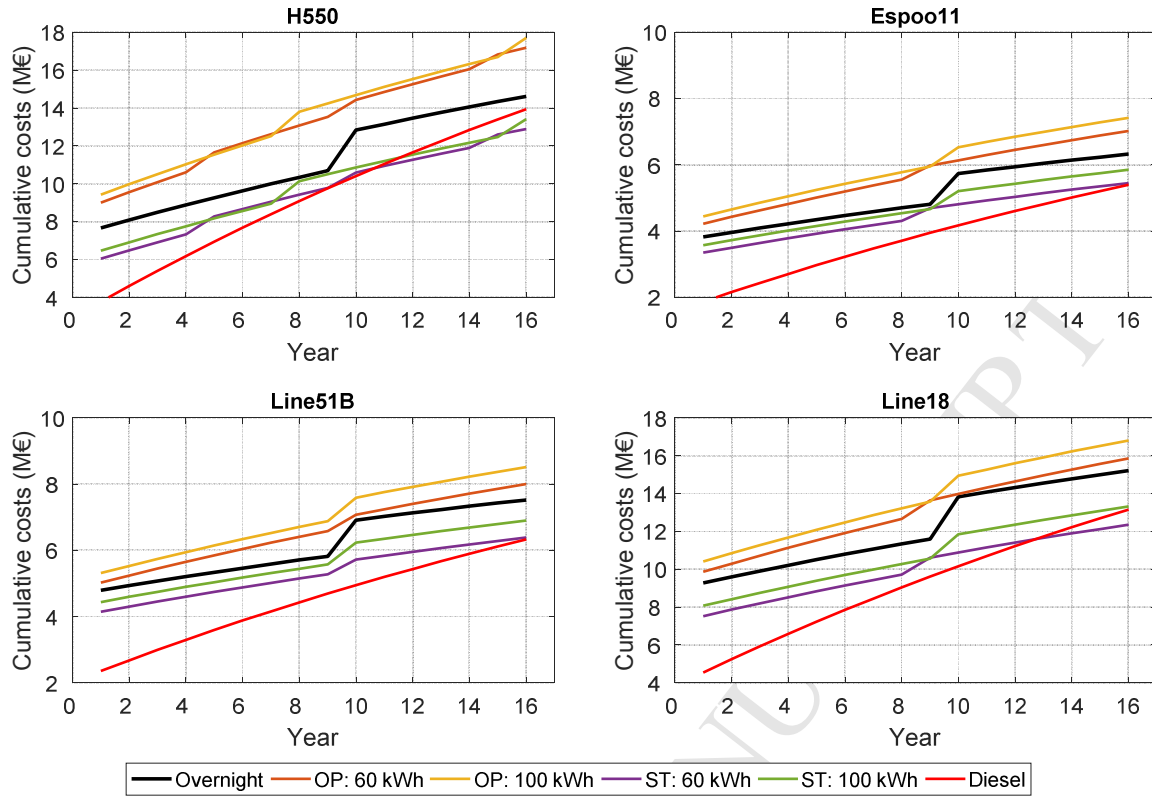 H550
Espoo11
18
16
14
12
10
8
6
4
Cumulative costs (M€)
0 2 4 6 8 10 12 14 16
Year
10
8
6
4
2
Cumulative costs (M€)
0 2 4 6 8 10 12 14 16
Year
Line51B
Line18
10
8
6
4
2
Cumulative costs (M€)
0 2 4 6 8 10 12 14 16
Year
18
16
14
12
10
8
6
4
Cumulative costs (M€)
0 2 4 6 8 10 12 14 16
Year
Overnight OP: 60 kWh OP: 100 kWh ST: 60 kWh ST: 100 kWh Diesel